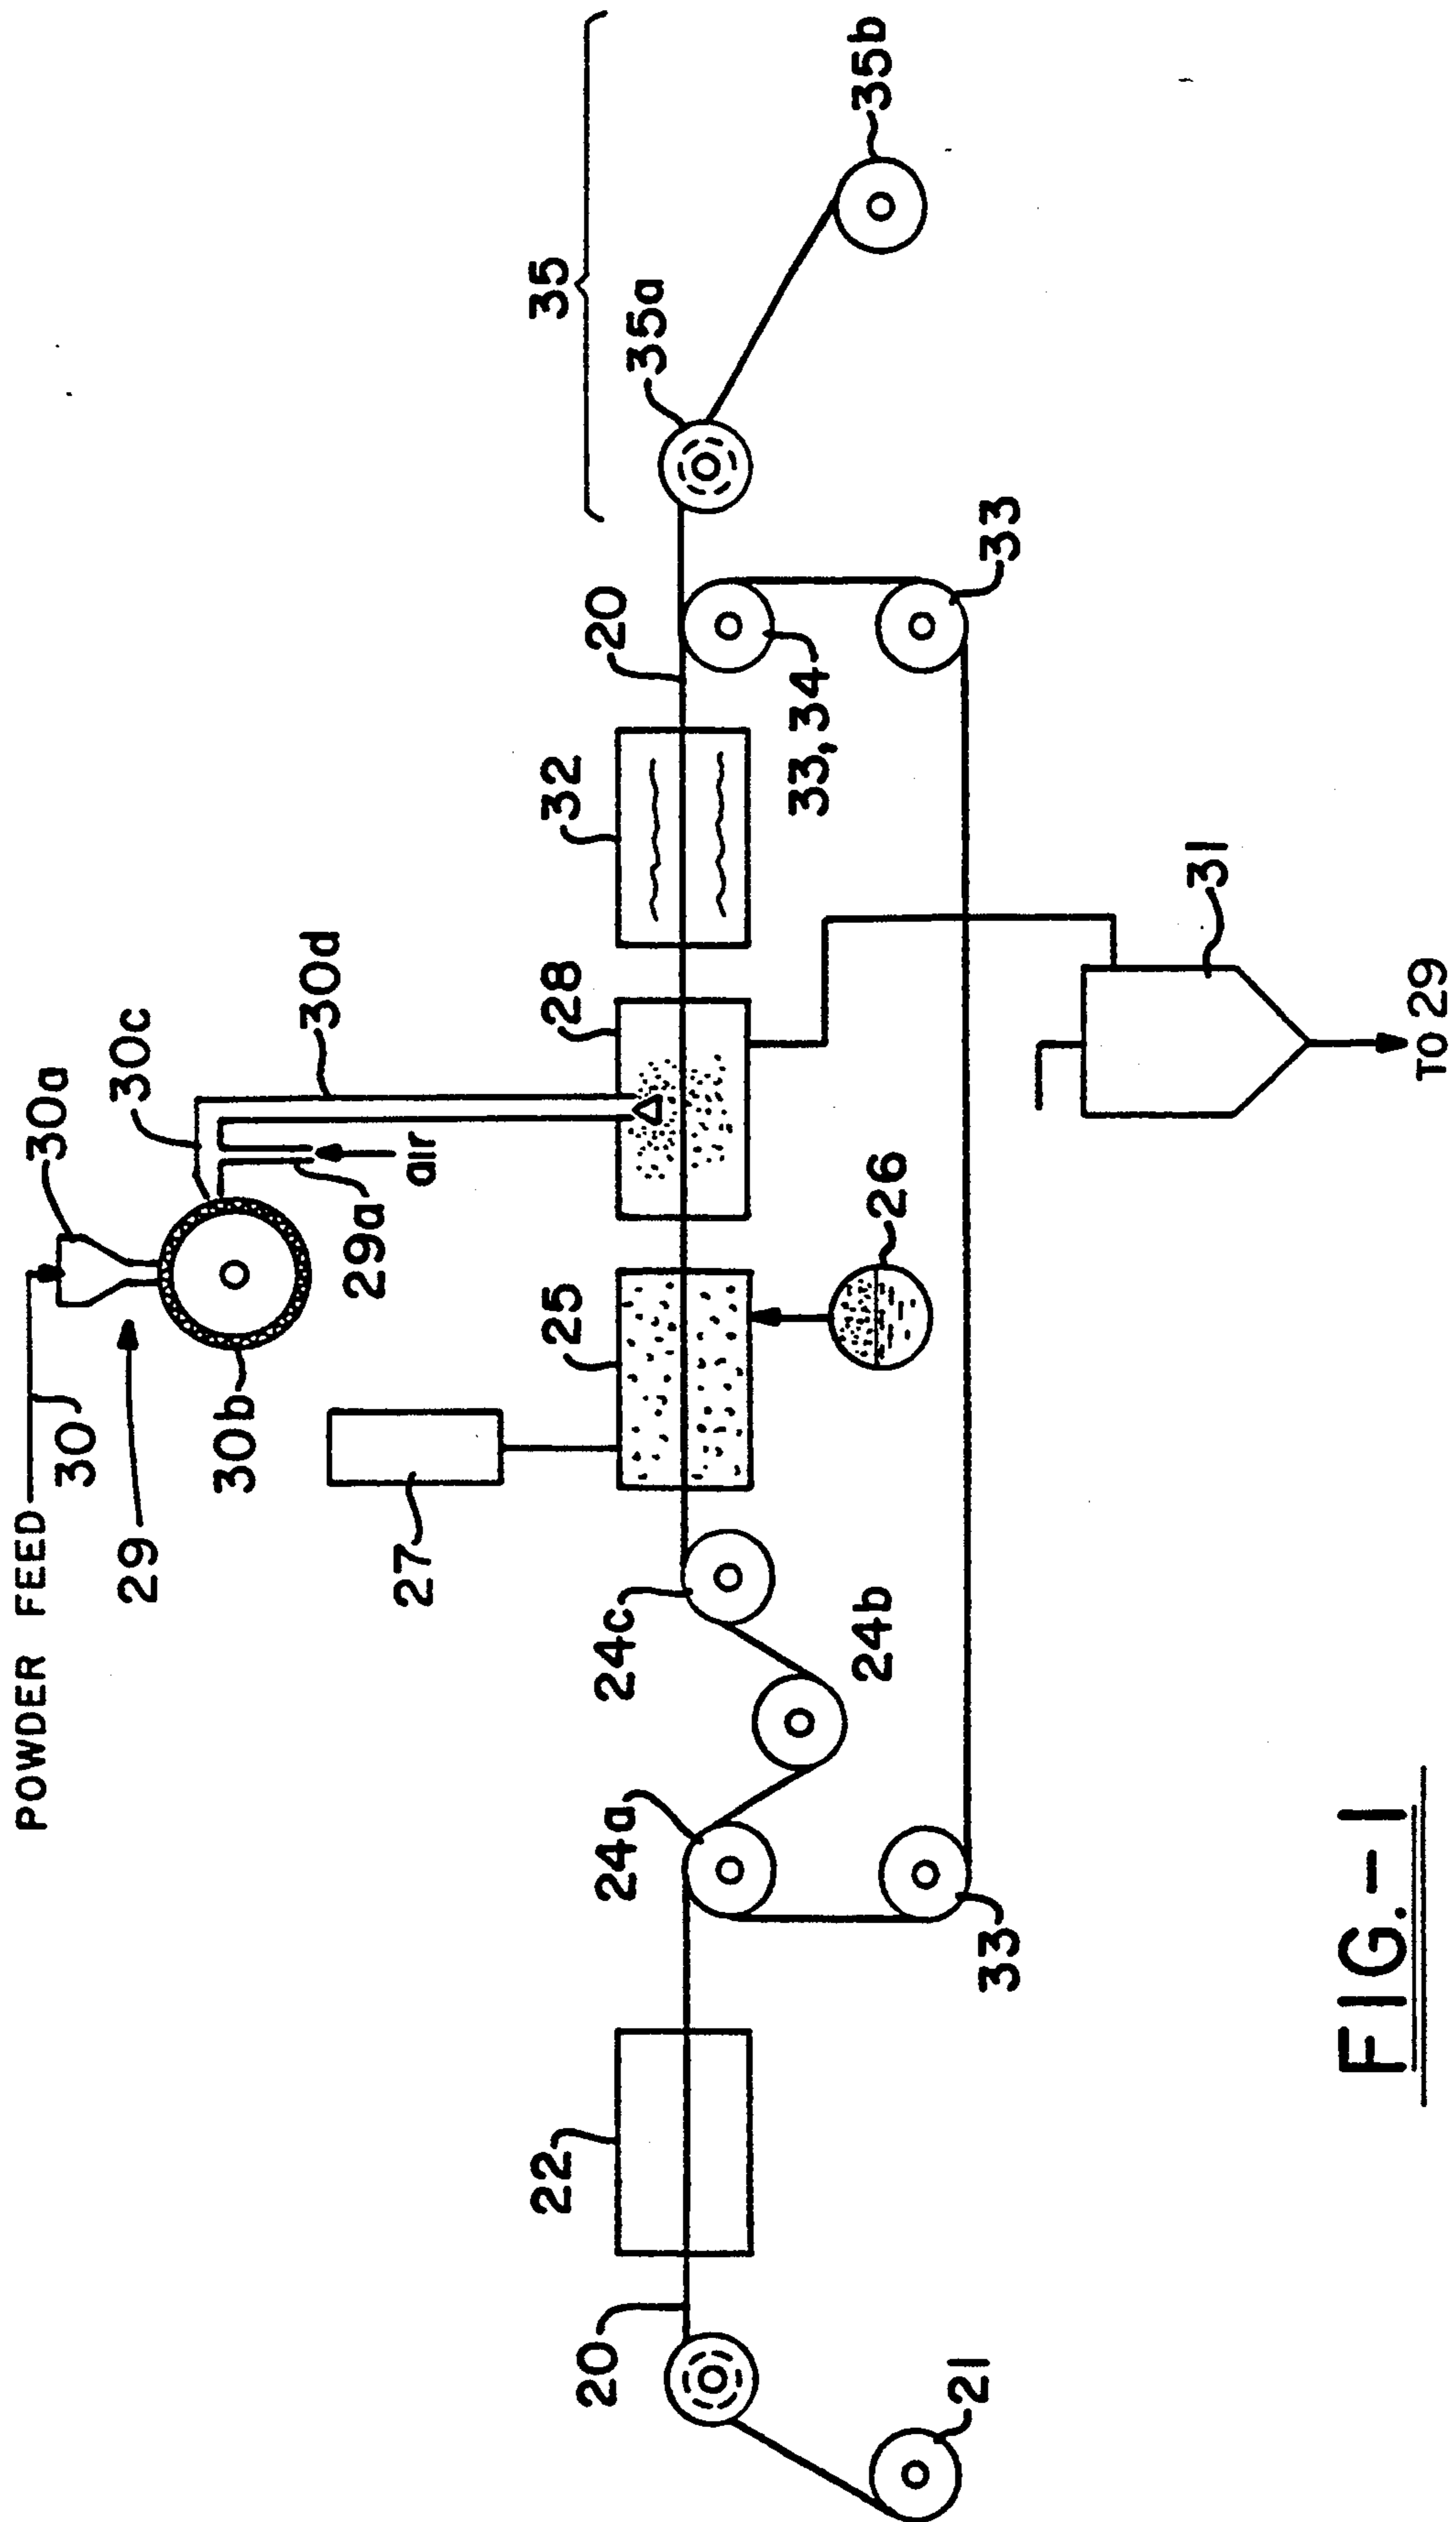 POWDER FEED
30
29
30a
30b
30c
30d
29a
air
27
25
26
28
32
20
35
35a
35b
33,34
33
24c
24b
24a
33
22
20
21
31
TO 29
FIG.-1